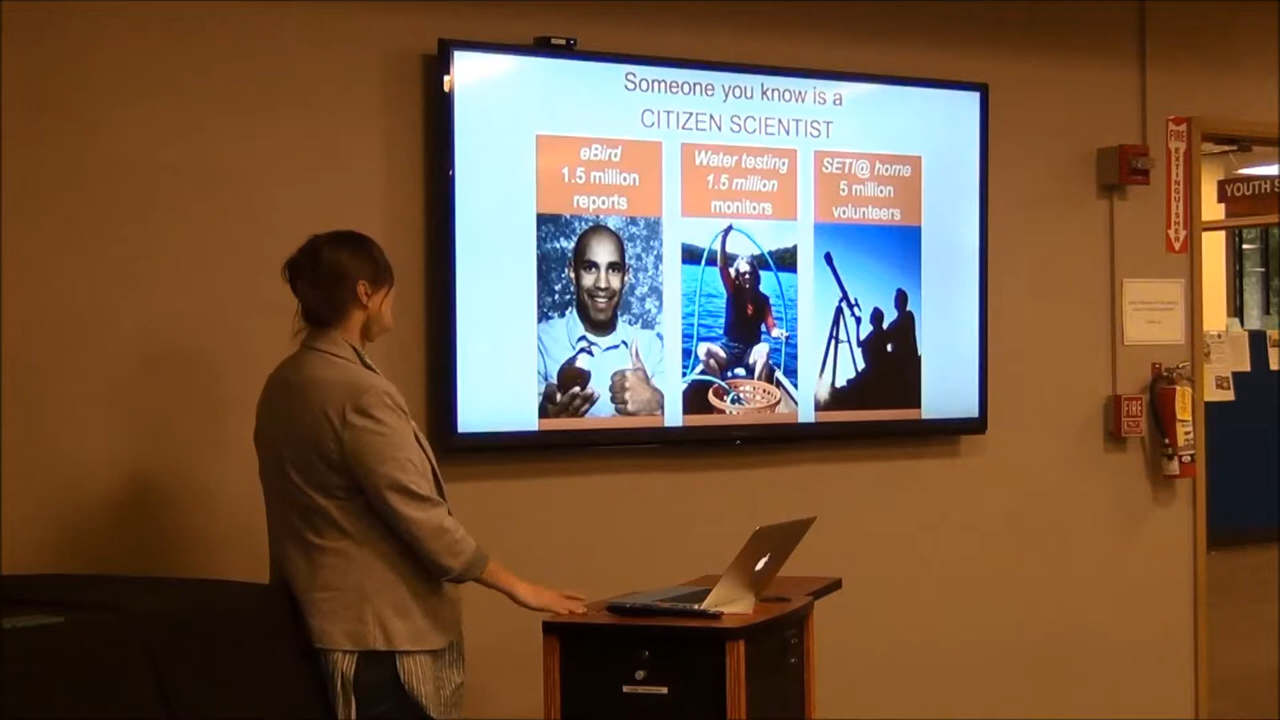 Someone you know is a
CITIZEN SCIENTIST
eBird
1.5 million
reports
Water testing
1.5 million
monitors
SETI@ home
5 million
volunteers
FIRE
EXTINGUISHER
YOUTH S
FIRE